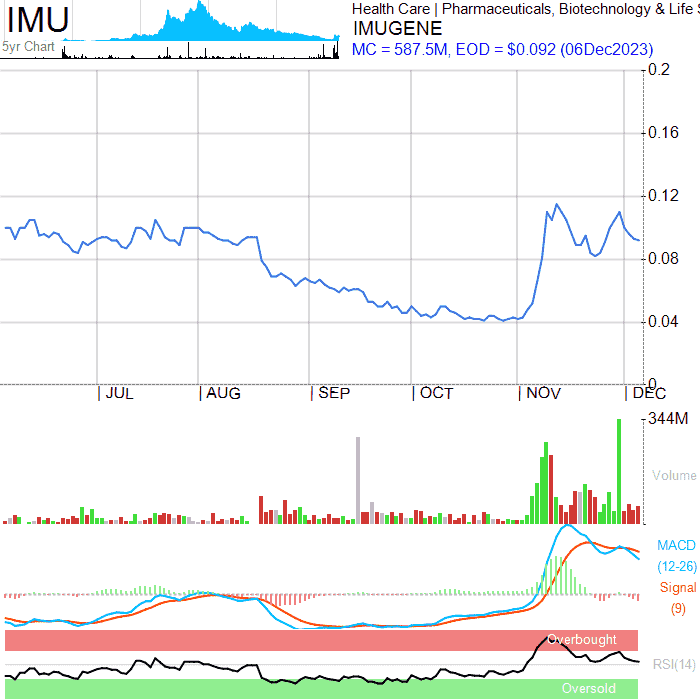 IMU
5yr Chart
Health Care | Pharmaceuticals, Biotechnology & Life
IMUGENE
MC = 587.5M, EOD = $0.092 (06Dec2023)
0.2
0.16
0.12
0.08
0.04
0
JUL
AUG
SEP
OCT
NOV
DEC
344M
Volume
MACD
(12-26)
Signal
(9)
Overbought
RSI(14)
Oversold